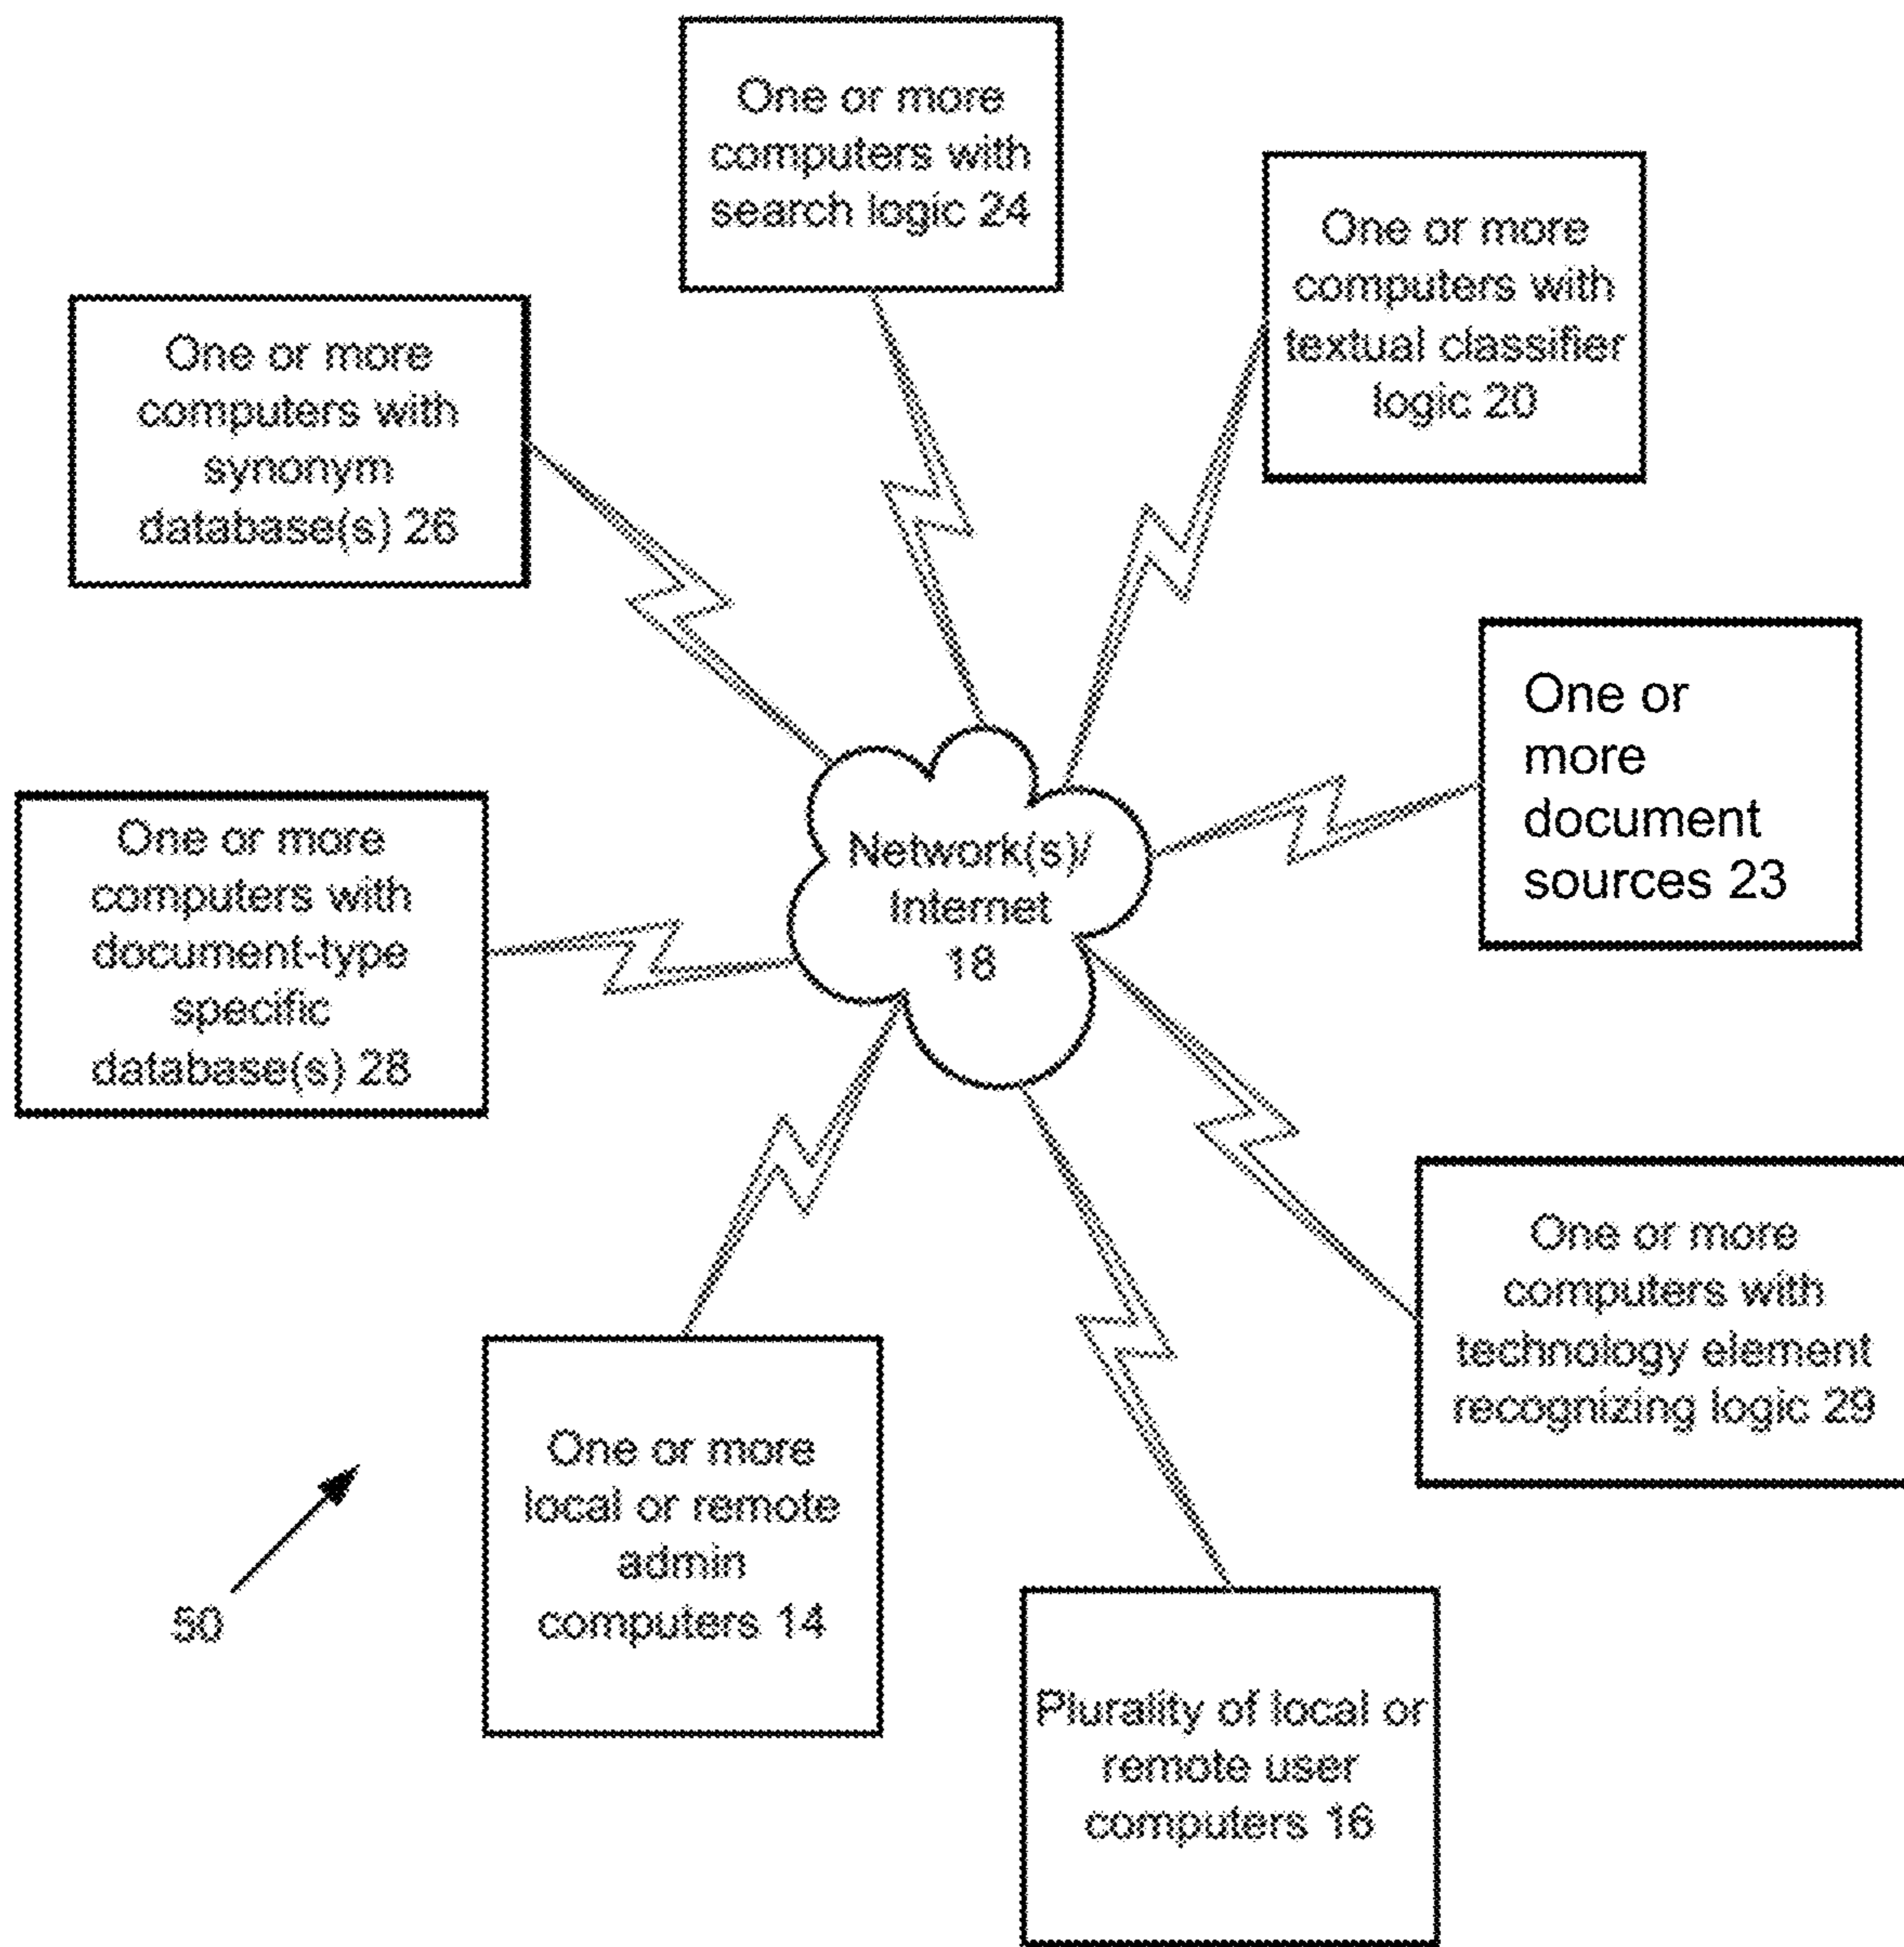 One or more
computers with
search logic 24
One or more
computers with
textual classifier
logic 20
One or more
computers with
synonym
database(s) 26
One or
more
document
sources 23
One or more
computers with
document-type
specific
database(s) 28
Network(s)/
Internet
18
One or more
computers with
technology element
recognizing logic 29
One or more
local or remote
admin
computers 14
50
Plurality of local or
remote user
computers 16